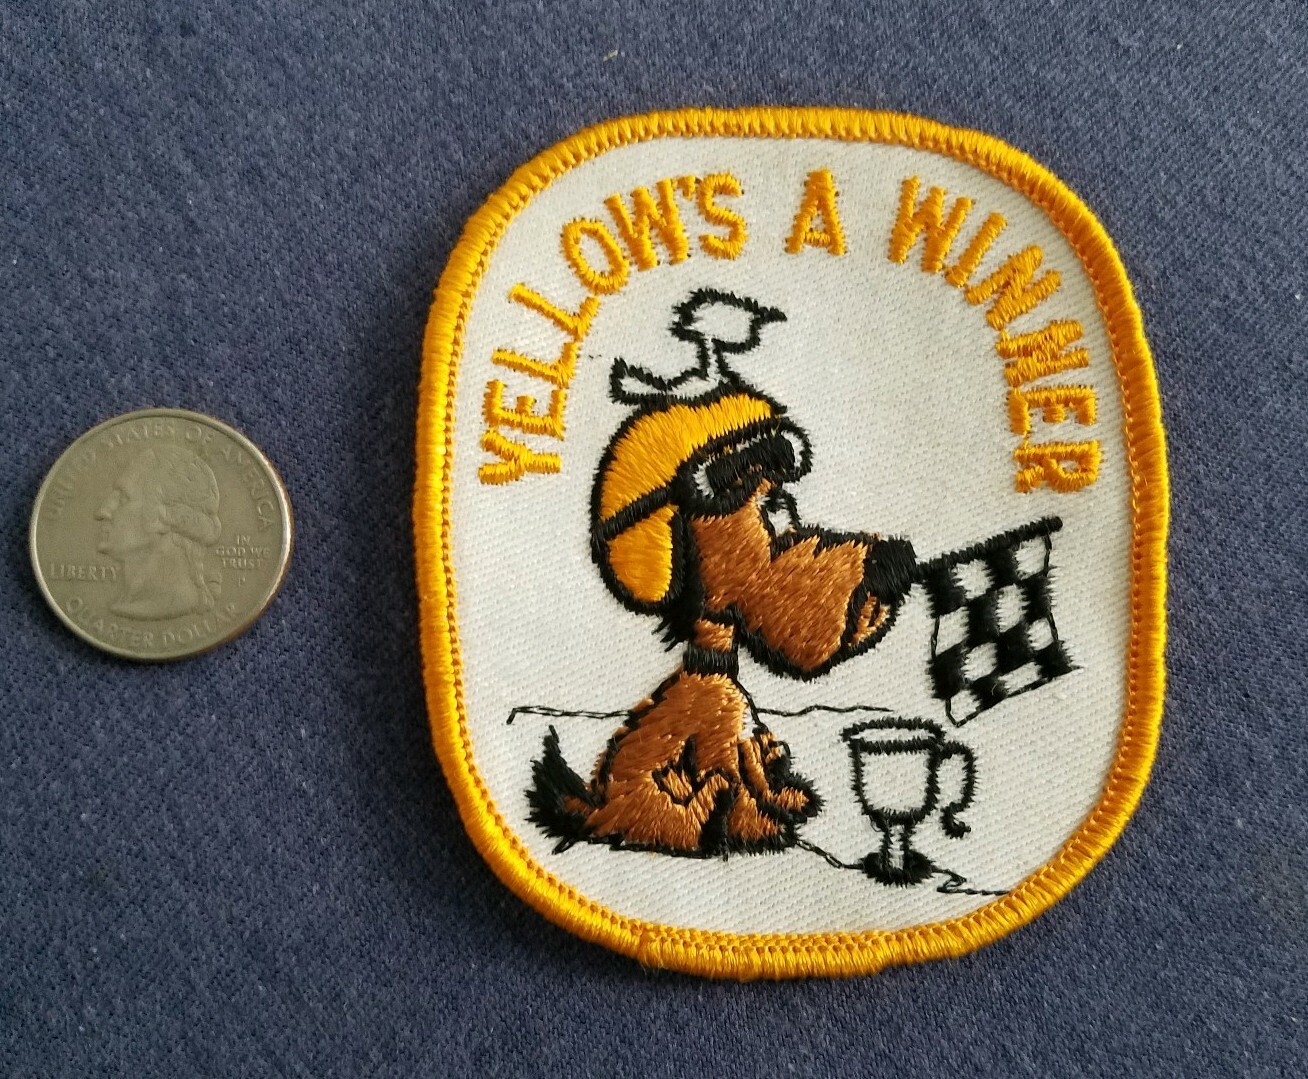 YELLOW'S A WINNER
UNITED STATES OF AMERICA
LIBERTY
IN
GOD WE
TRUST
P
QUARTER DOLLAR